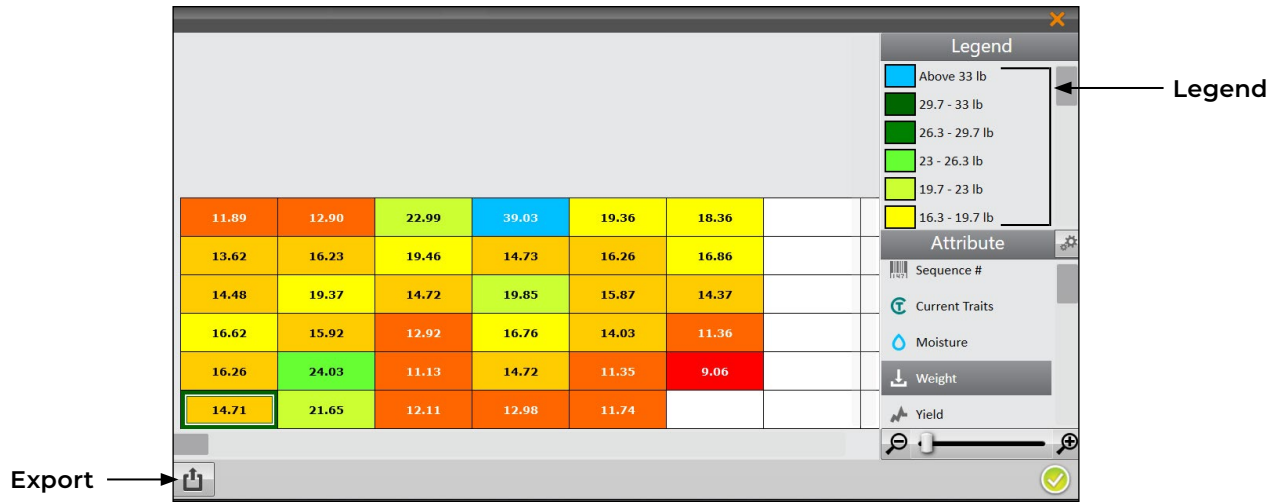 Legend
Above 33 lb
29.7 - 33 lb
26.3 - 29.7 lb
23 - 26.3 lb
19.7 - 23 lb
16.3 - 19.7 lb
Legend
11.89 12.90 22.99 39.03 19.36 18.36
13.62 16.23 19.46 14.73 16.26 16.86
14.48 19.37 14.72 19.85 15.87 14.37
16.62 15.92 12.92 16.76 14.03 11.36
16.26 24.03 11.13 14.72 11.35 9.06
14.71 21.65 12.11 12.98 11.74
Attribute
Sequence #
Current Traits
Moisture
Weight
Yield
Export